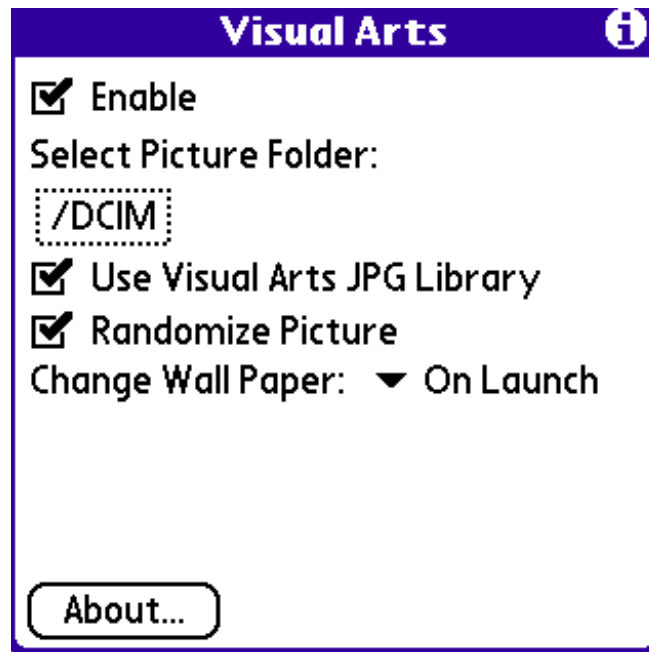 Visual Arts
Enable
Select Picture Folder:
/DCIM
Use Visual Arts JPG Library
Randomize Picture
Change Wall Paper: On Launch
About...